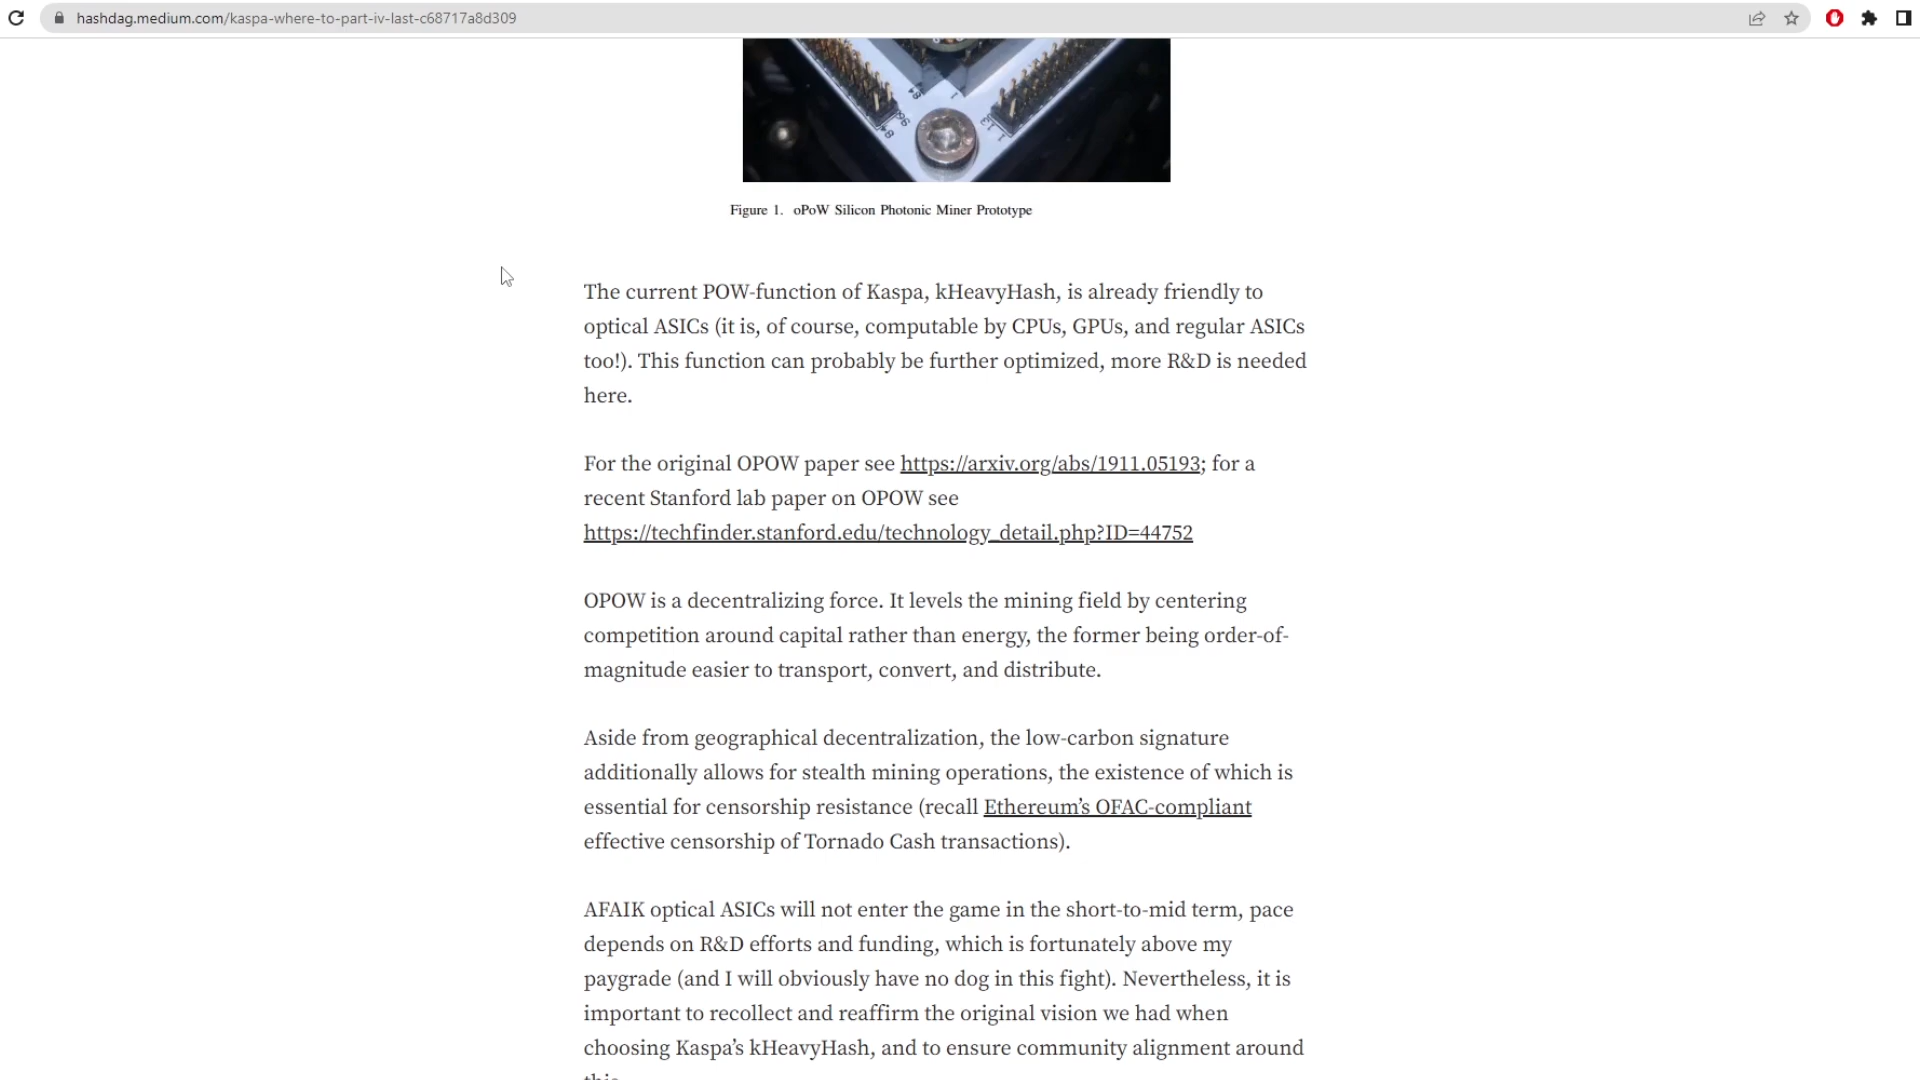 hashdag.medium.com/kaspa-where-to-part-iv-last-c68717a8d309
Figure 1. oPoW Silicon Photonic Miner Prototype
The current POW-function of Kaspa, kHeavyHash, is already friendly to
optical ASICs (it is, of course, computable by CPUs, GPUs, and regular ASICs
too!). This function can probably be further optimized, more R&D is needed
here.
For the original OPOW paper see https://arxiv.org/abs/1911.05193; for a
recent Stanford lab paper on OPOW see
https://techfinder.stanford.edu/technology_detail.php?ID=44752
OPOW is a decentralizing force. It levels the mining field by centering
competition around capital rather than energy, the former being order-of-
magnitude easier to transport, convert, and distribute.
Aside from geographical decentralization, the low-carbon signature
additionally allows for stealth mining operations, the existence of which is
essential for censorship resistance (recall Ethereum’s OFAC-compliant
effective censorship of Tornado Cash transactions).
AFAIK optical ASICs will not enter the game in the short-to-mid term, pace
depends on R&D efforts and funding, which is fortunately above my
paygrade (and I will obviously have no dog in this fight). Nevertheless, it is
important to recollect and reaffirm the original vision we had when
choosing Kaspa’s kHeavyHash, and to ensure community alignment around